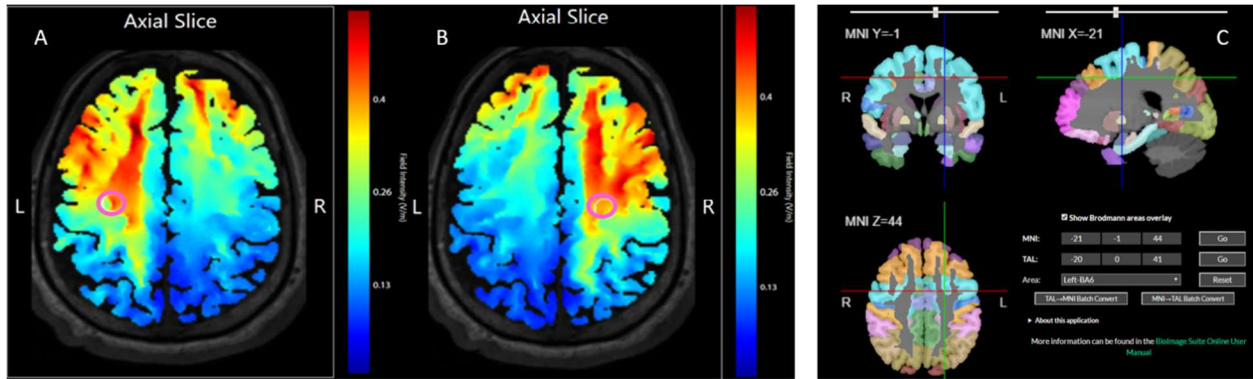 Axial Slice
A
L
R
0.4
0.26
0.13
Field Intensity (V/m)
Axial Slice
B
L
R
0.4
0.26
0.13
Field Intensity (V/m)
C
MNI Y=-1
R
L
MNI X=-21
MNI Z=44
R
L
Show Brodmann areas overlay
MNI: -21 -1 44 Go
TAL: -20 0 41 Go
Area: Left-BA6 Reset
TAL→MNI Batch Convert MNI→TAL Batch Convert
► About this application
More information can be found in the BioImage Suite Online User
Manual